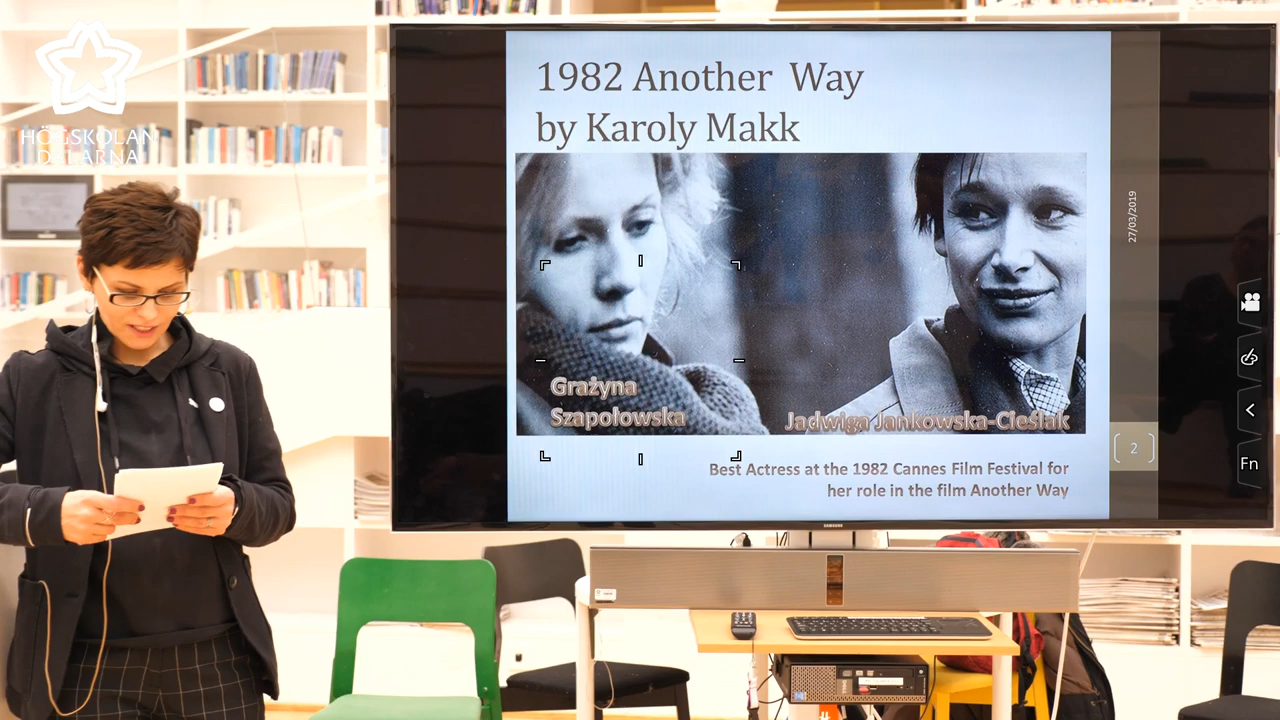 HÖGSKOLAN
DALARNA
1982 Another Way
by Karoly Makk
27/03/2019
Grażyna
Szapołowska
Jadwiga Jankowska-Cieślak
2
Best Actress at the 1982 Cannes Film Festival for
her role in the film Another Way
Fn
SAMSUNG